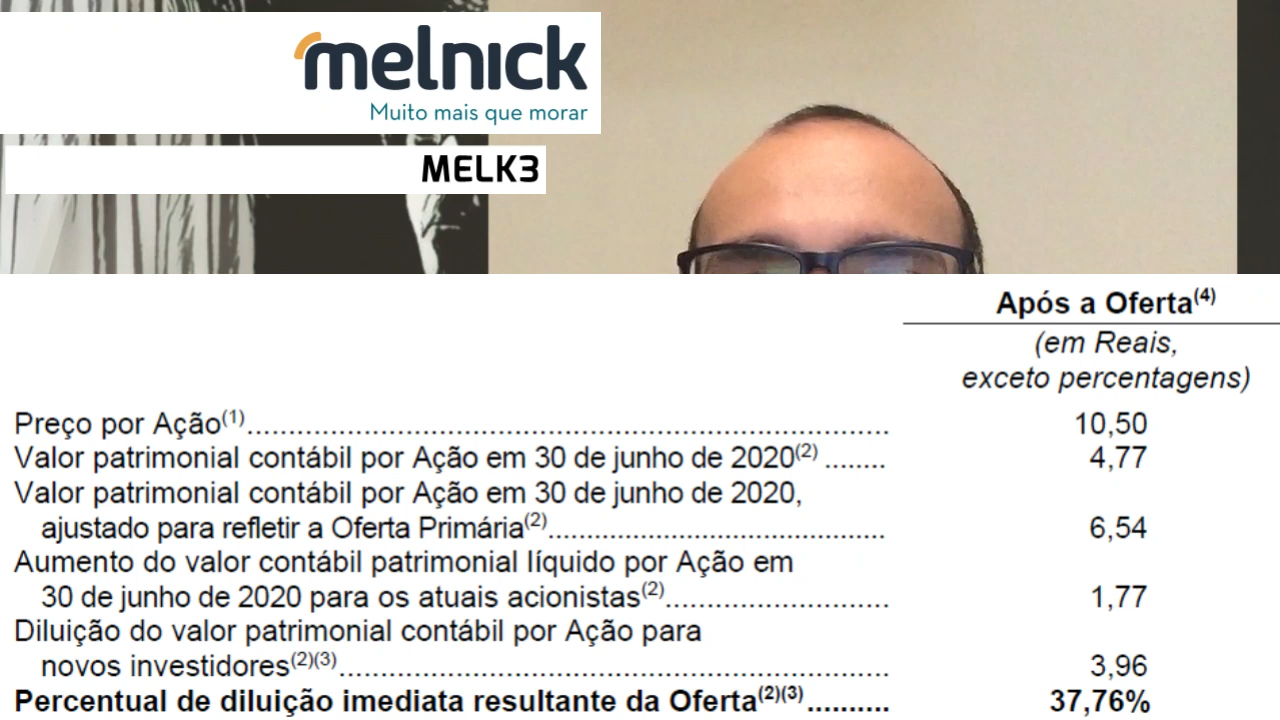 melnick
Muito mais que morar
MELK3
Após a Oferta(4)
(em Reais,
exceto percentagens)
Preço por Ação(1)........................................................................................ 10,50
Valor patrimonial contábil por Ação em 30 de junho de 2020(2) ........ 4,77
Valor patrimonial contábil por Ação em 30 de junho de 2020,
ajustado para refletir a Oferta Primária(2)................................................ 6,54
Aumento do valor contábil patrimonial líquido por Ação em
30 de junho de 2020 para os atuais acionistas(2)............................... 1,77
Diluição do valor patrimonial contábil por Ação para
novos investidores(2)(3).......................................................................... 3,96
Percentual de diluição imediata resultante da Oferta(2)(3).......... 37,76%